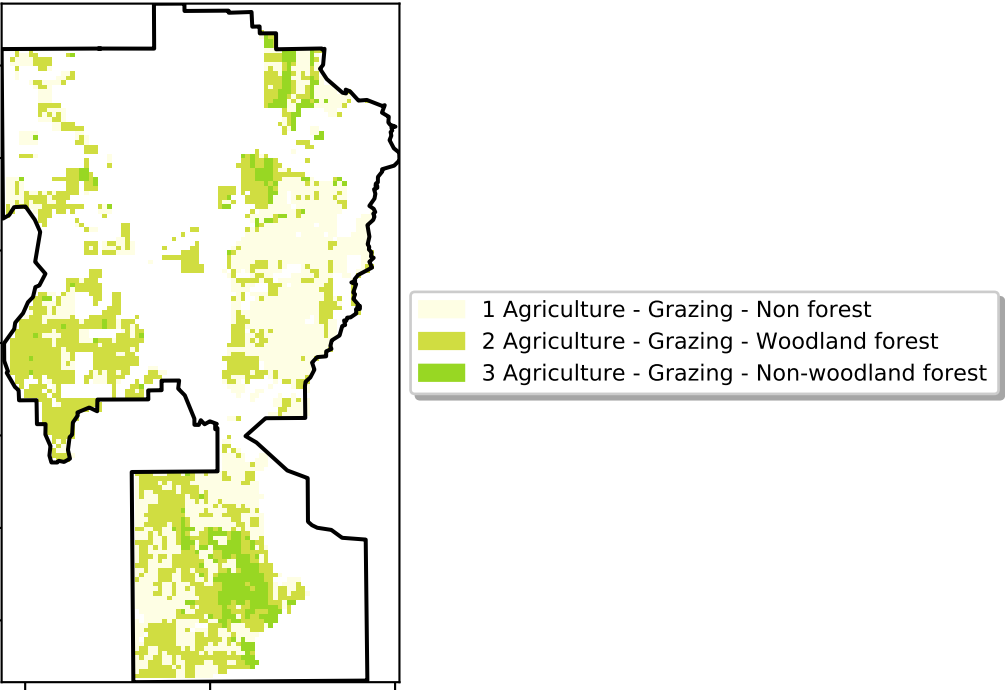 1 Agriculture - Grazing - Non forest
2 Agriculture - Grazing - Woodland forest
3 Agriculture - Grazing - Non-woodland forest